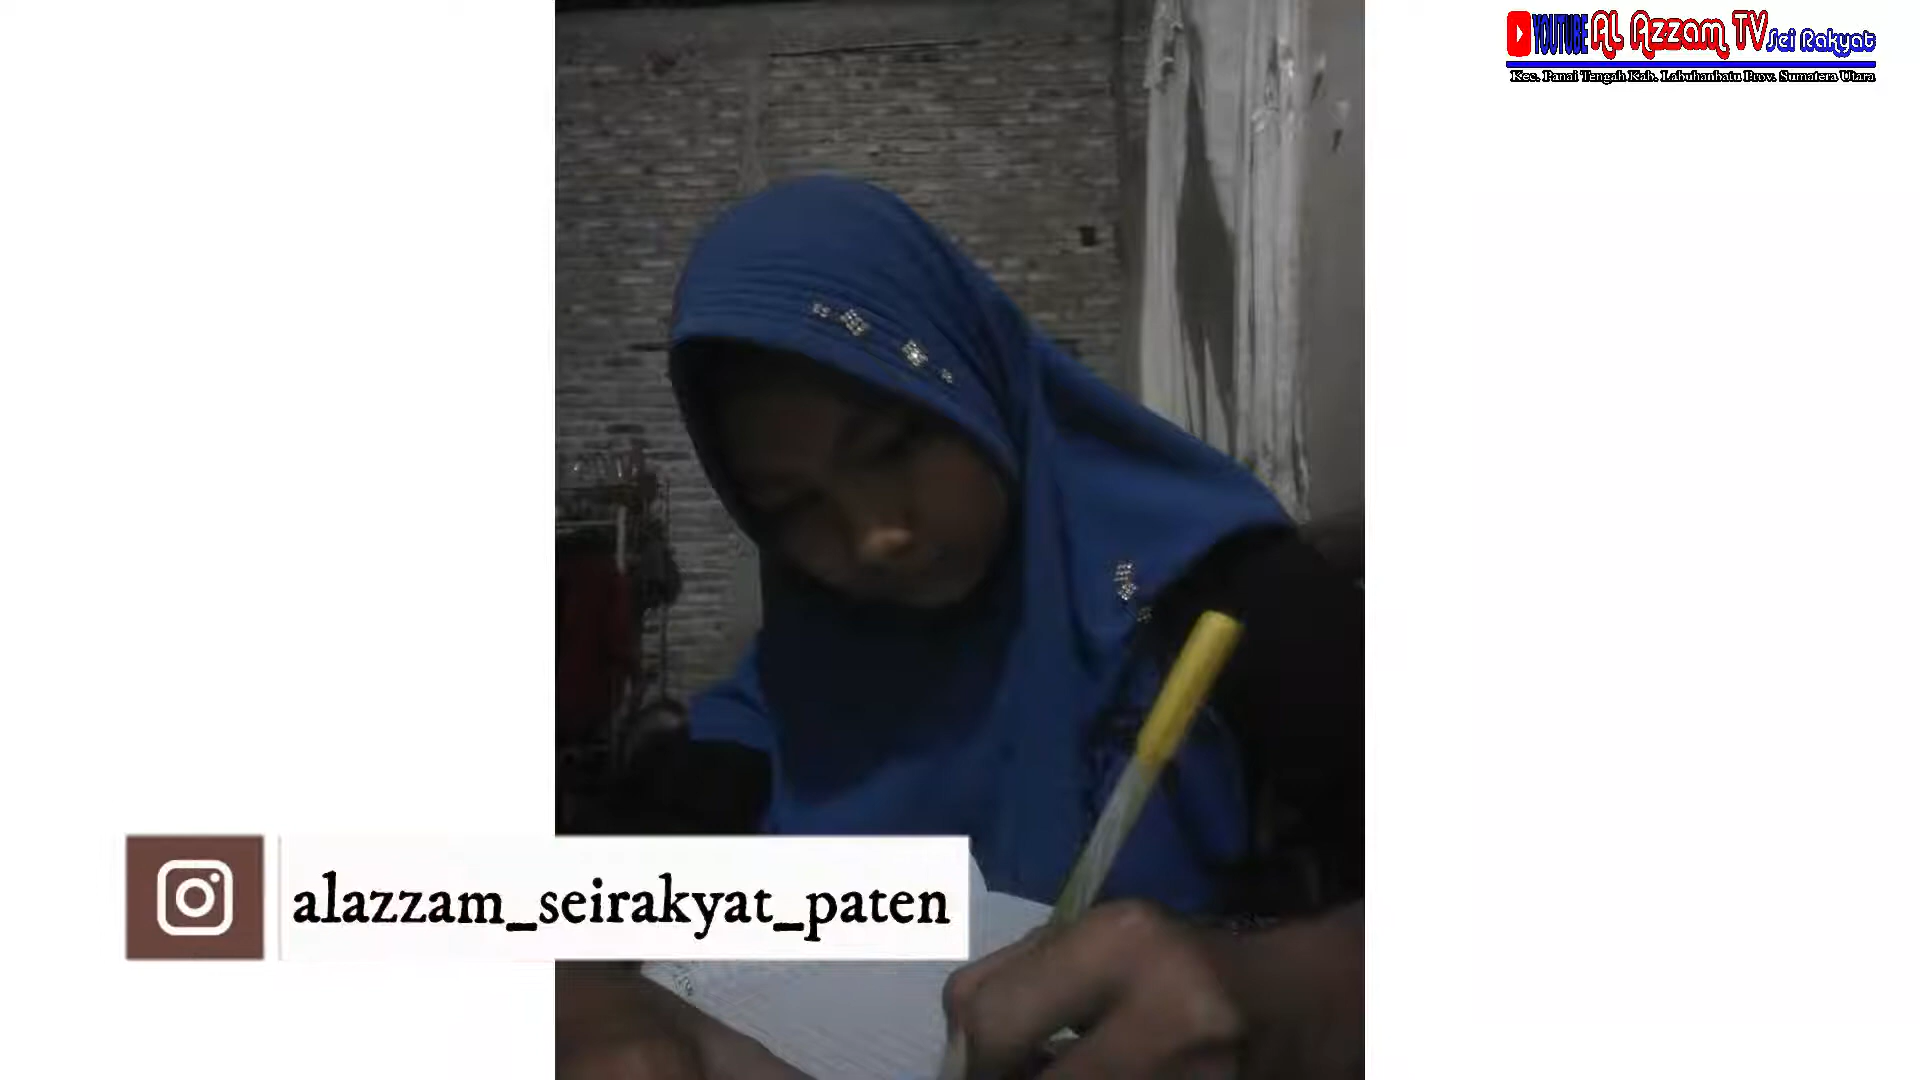 YOUTUBE AL AZZam TV Sei Rakyat
Kec. Panai Tengah Kab. Labuhanbatu Prov. Sumatera Utara
alazzam_seirakyat_paten